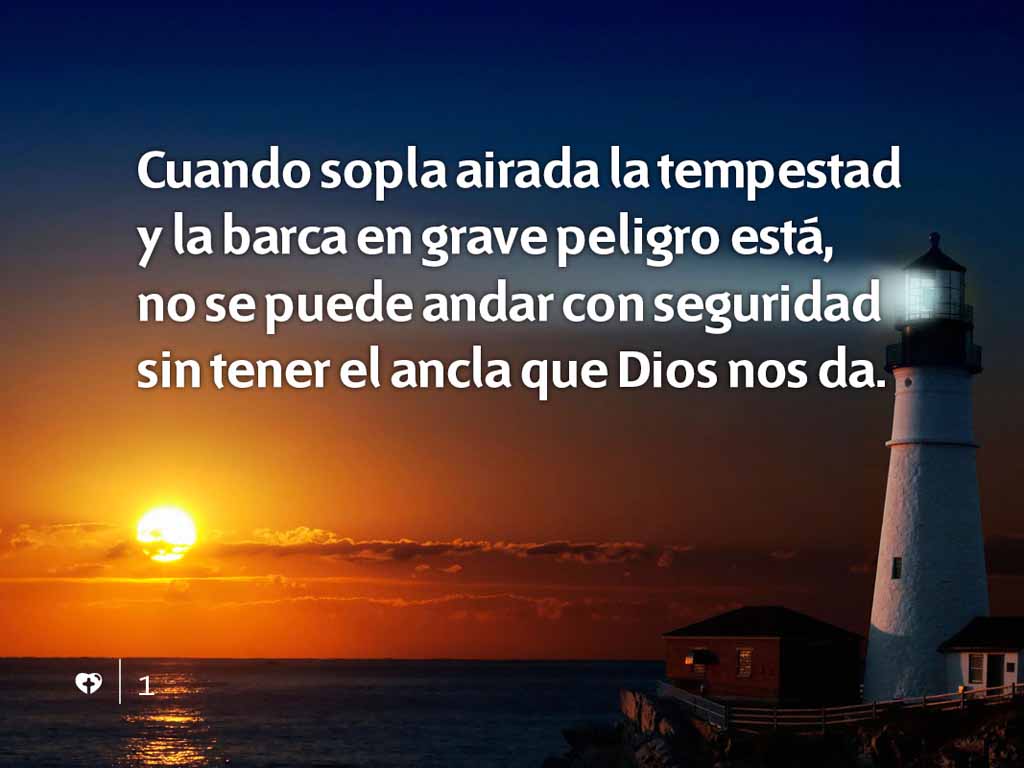 Cuando sopla airada la tempestad
y la barca en grave peligro está,
no se puede andar con seguridad
sin tener el ancla que Dios nos da.
1